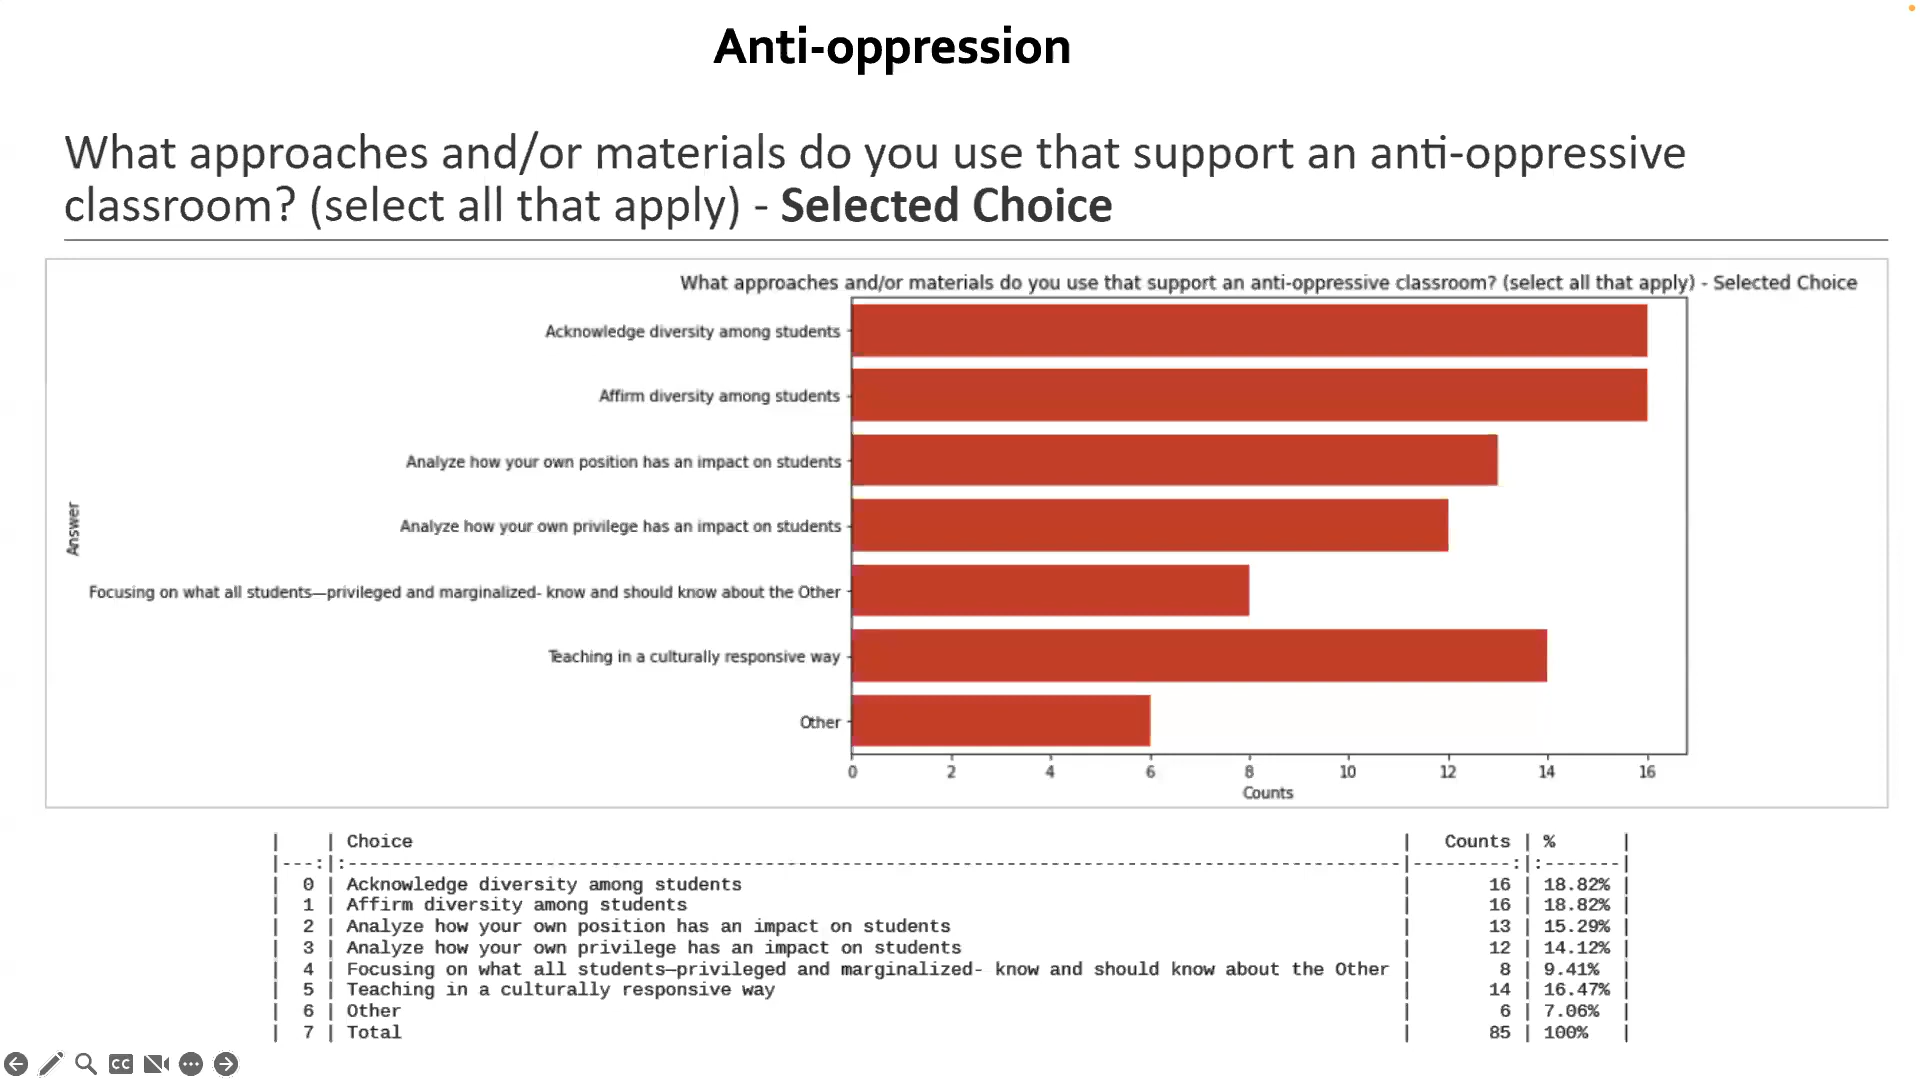 Anti-oppression
What approaches and/or materials do you use that support an anti-oppressive
classroom? (select all that apply) - Selected Choice
What approaches and/or materials do you use that support an anti-oppressive classroom? (select all that apply) - Selected Choice
Acknowledge diversity among students
Affirm diversity among students
Analyze how your own position has an impact on students
Analyze how your own privilege has an impact on students
Focusing on what all students—privileged and marginalized- know and should know about the Other
Teaching in a culturally responsive way
Other
Answer
0 2 4 6 8 10 12 14 16
Counts
| | Choice | Counts | % |
|---:|:------------------------------------------------------------------------------------------------|---------:|:-------|
| 0 | Acknowledge diversity among students | 16 | 18.82% |
| 1 | Affirm diversity among students | 16 | 18.82% |
| 2 | Analyze how your own position has an impact on students | 13 | 15.29% |
| 3 | Analyze how your own privilege has an impact on students | 12 | 14.12% |
| 4 | Focusing on what all students—privileged and marginalized- know and should know about the Other | 8 | 9.41% |
| 5 | Teaching in a culturally responsive way | 14 | 16.47% |
| 6 | Other | 6 | 7.06% |
| 7 | Total | 85 | 100% |
CC